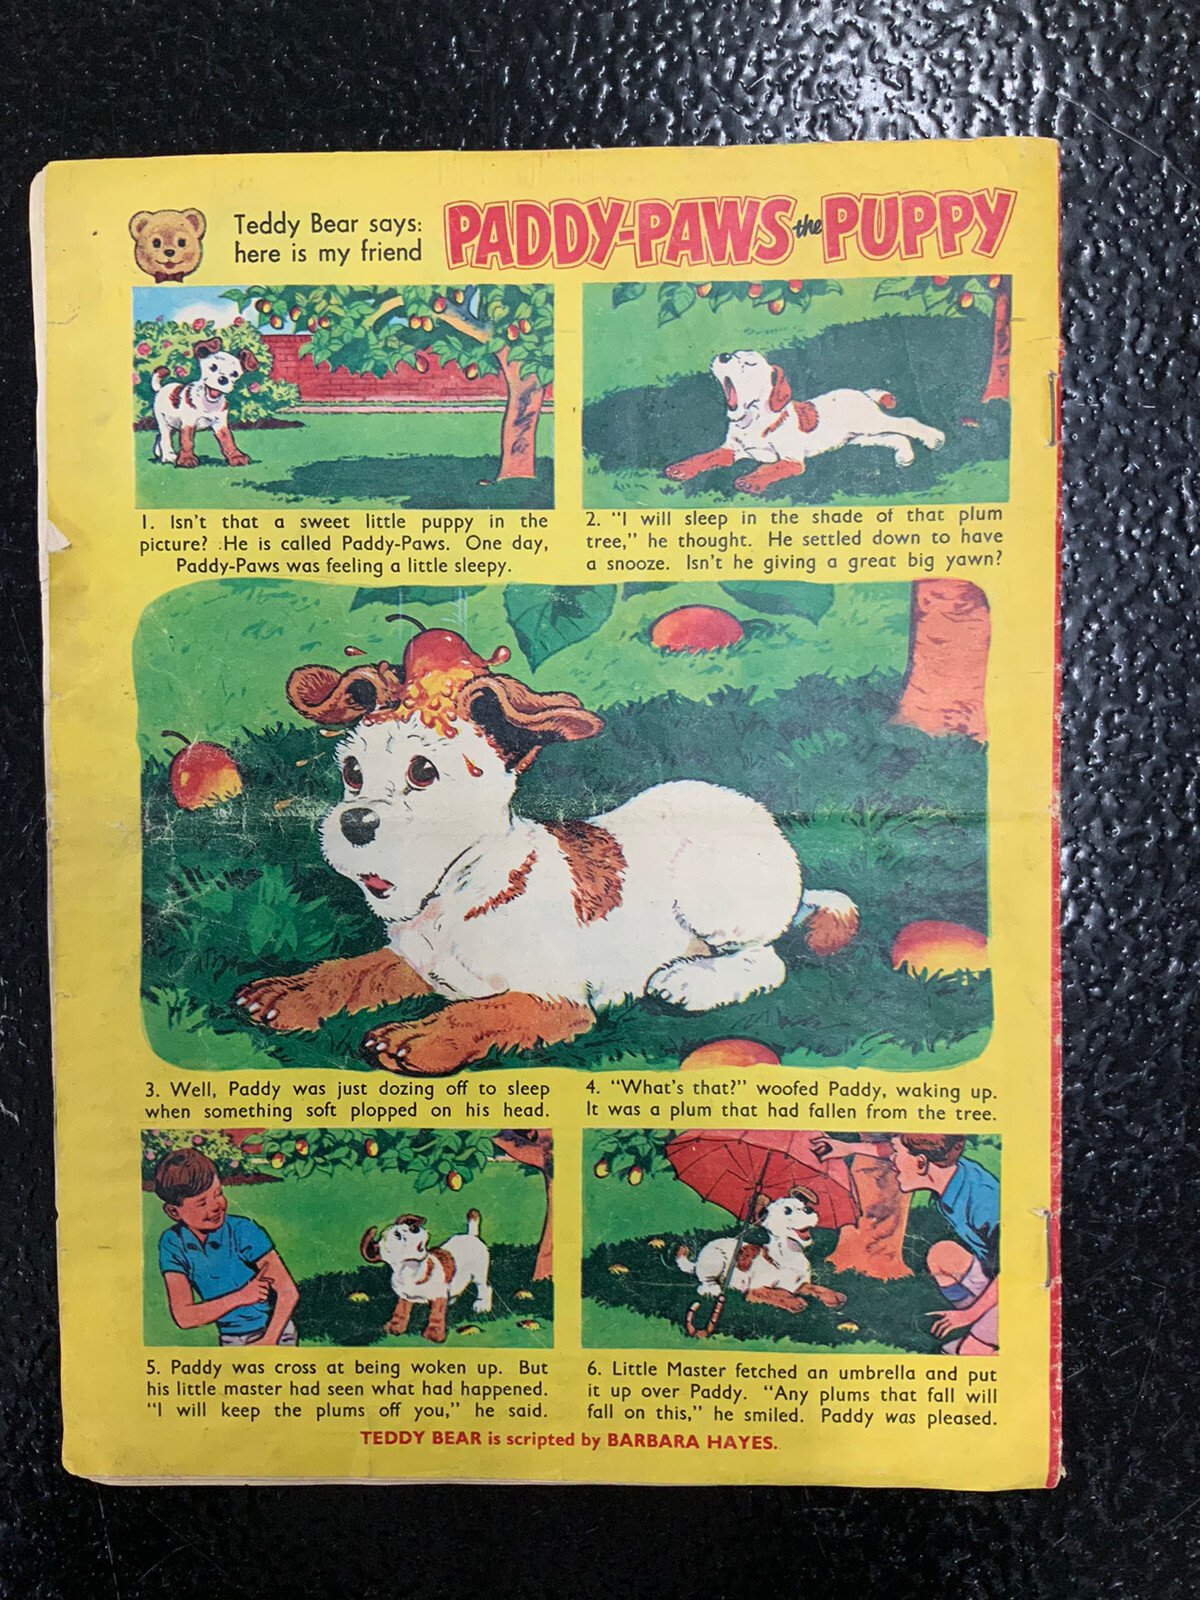 Teddy Bear says:
here is my friend
PADDY-PAWS the PUPPY
1. Isn't that a sweet little puppy in the
picture? He is called Paddy-Paws. One day,
Paddy-Paws was feeling a little sleepy.
2. "I will sleep in the shade of that plum
tree," he thought. He settled down to have
a snooze. Isn't he giving a great big yawn?
3. Well, Paddy was just dozing off to sleep
when something soft plopped on his head.
4. "What's that?" woofed Paddy, waking up.
It was a plum that had fallen from the tree.
5. Paddy was cross at being woken up. But
his little master had seen what had happened.
"I will keep the plums off you," he said.
6. Little Master fetched an umbrella and put
it up over Paddy. "Any plums that fall will
fall on this," he smiled. Paddy was pleased.
TEDDY BEAR is scripted by BARBARA HAYES.